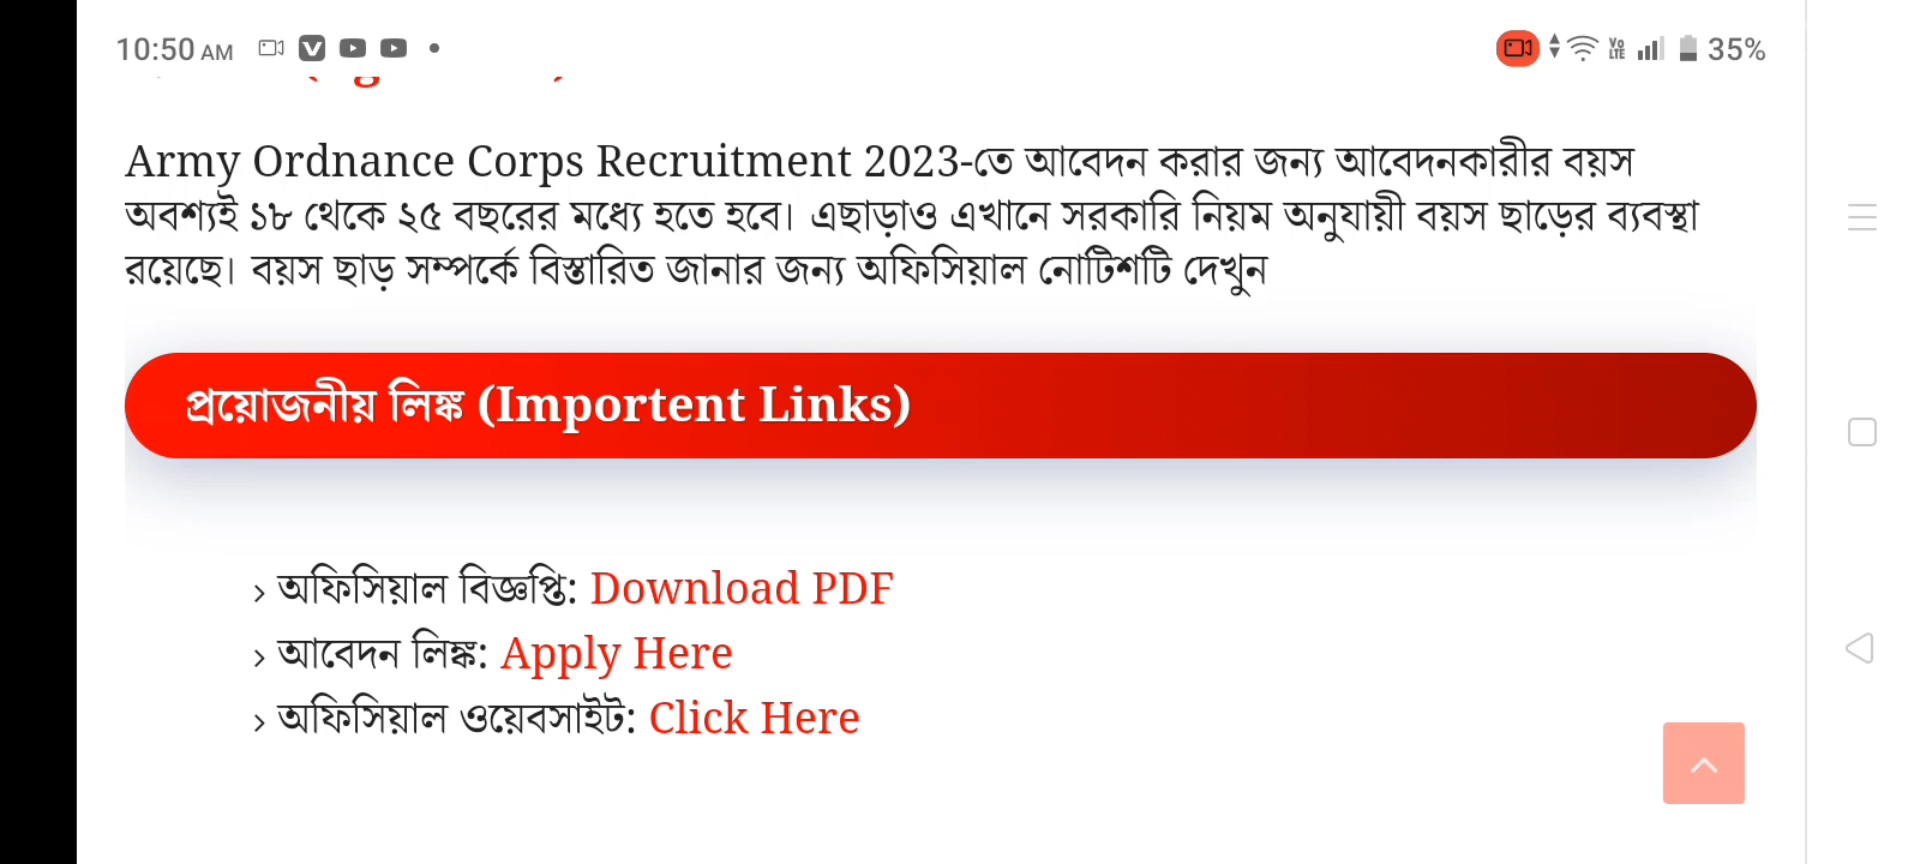 10:50 AM
35%
Army Ordnance Corps Recruitment 2023-তে আবেদন করার জন্য আবেদনকারীর বয়স
অবশ্যই ১৮ থেকে ২৫ বছরের মধ্যে হতে হবে। এছাড়াও এখানে সরকারি নিয়ম অনুযায়ী বয়স ছাড়ের ব্যবস্থা
রয়েছে। বয়স ছাড় সম্পর্কে বিস্তারিত জানার জন্য অফিসিয়াল নোটিশটি দেখুন
প্রয়োজনীয় লিঙ্ক (Importent Links)
› অফিসিয়াল বিজ্ঞপ্তি: Download PDF
› আবেদন লিঙ্ক: Apply Here
› অফিসিয়াল ওয়েবসাইট: Click Here